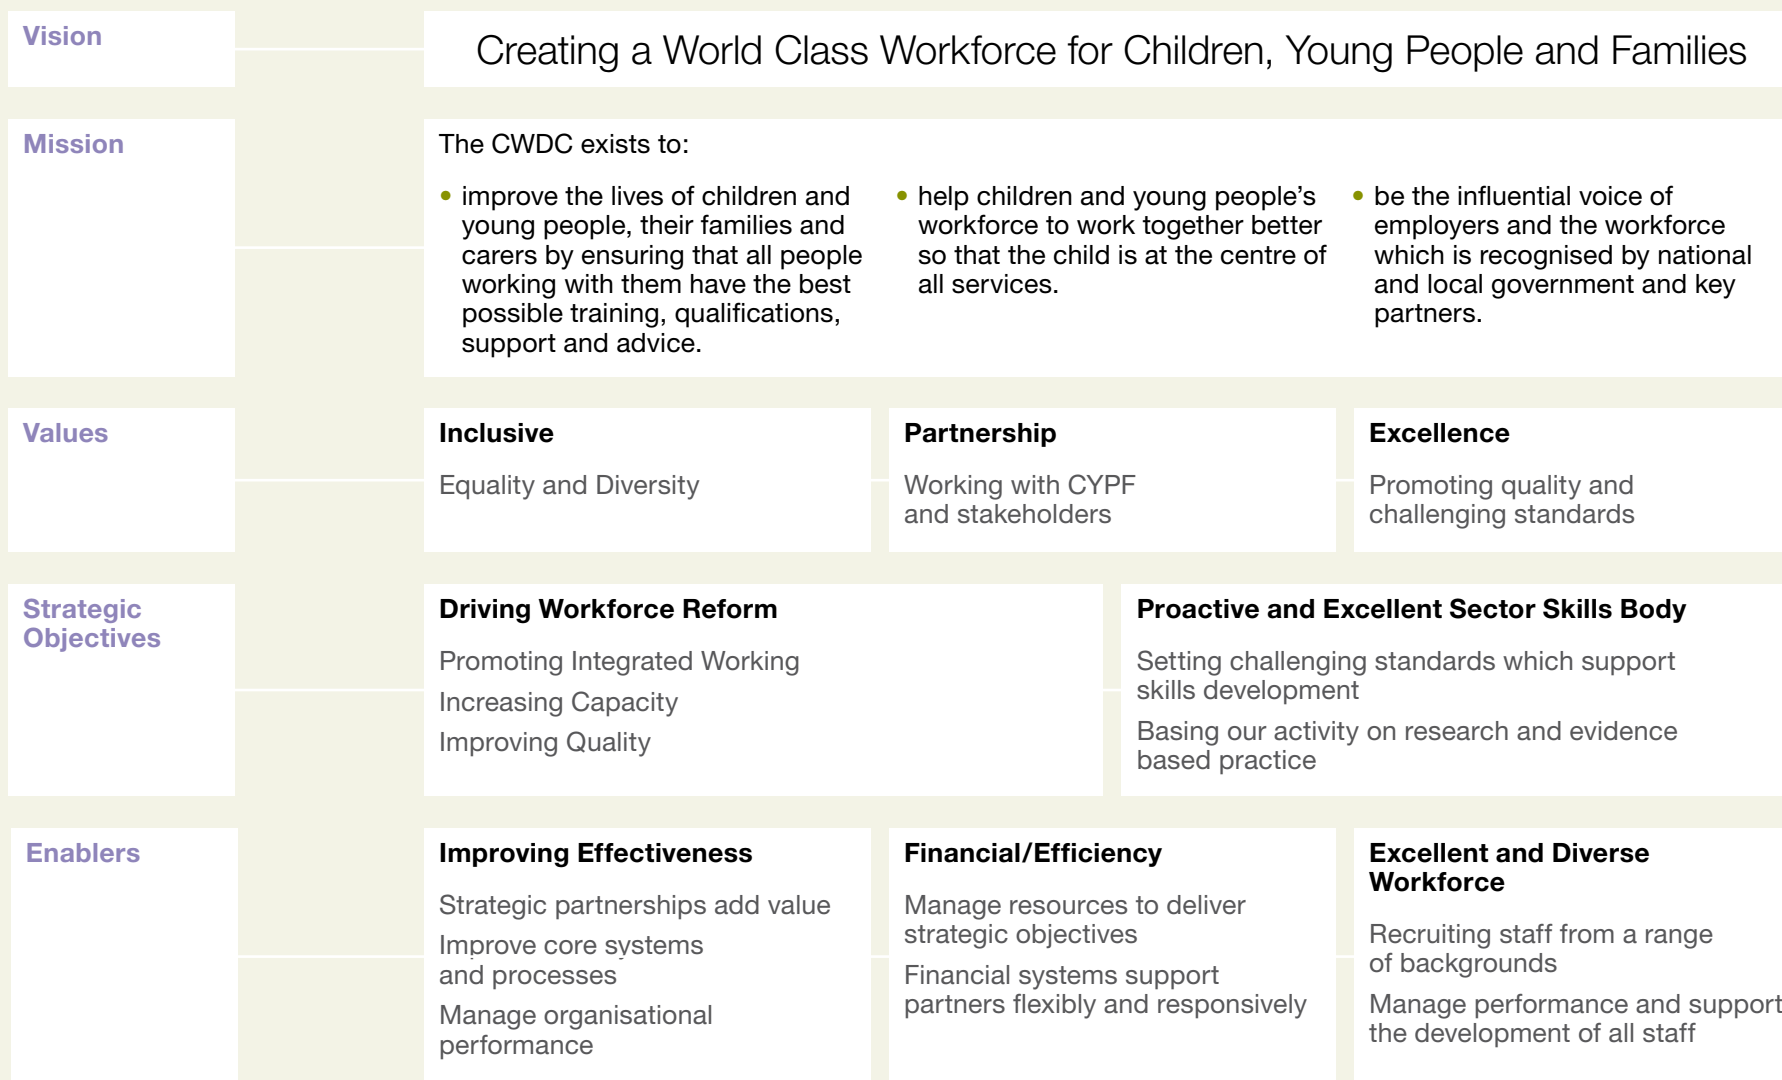 Vision
Creating a World Class Workforce for Children, Young People and Families
Mission
The CWDC exists to:
• improve the lives of children and
young people, their families and
carers by ensuring that all people
working with them have the best
possible training, qualifications,
support and advice.
• help children and young people’s
workforce to work together better
so that the child is at the centre of
all services.
• be the influential voice of
employers and the workforce
which is recognised by national
and local government and key
partners.
Values
Inclusive
Equality and Diversity
Partnership
Working with CYPF
and stakeholders
Excellence
Promoting quality and
challenging standards
Strategic
Objectives
Driving Workforce Reform
Promoting Integrated Working
Increasing Capacity
Improving Quality
Proactive and Excellent Sector Skills Body
Setting challenging standards which support
skills development
Basing our activity on research and evidence
based practice
Enablers
Improving Effectiveness
Strategic partnerships add value
Improve core systems
and processes
Manage organisational
performance
Financial/Efficiency
Manage resources to deliver
strategic objectives
Financial systems support
partners flexibly and responsively
Excellent and Diverse
Workforce
Recruiting staff from a range
of backgrounds
Manage performance and support
the development of all staff